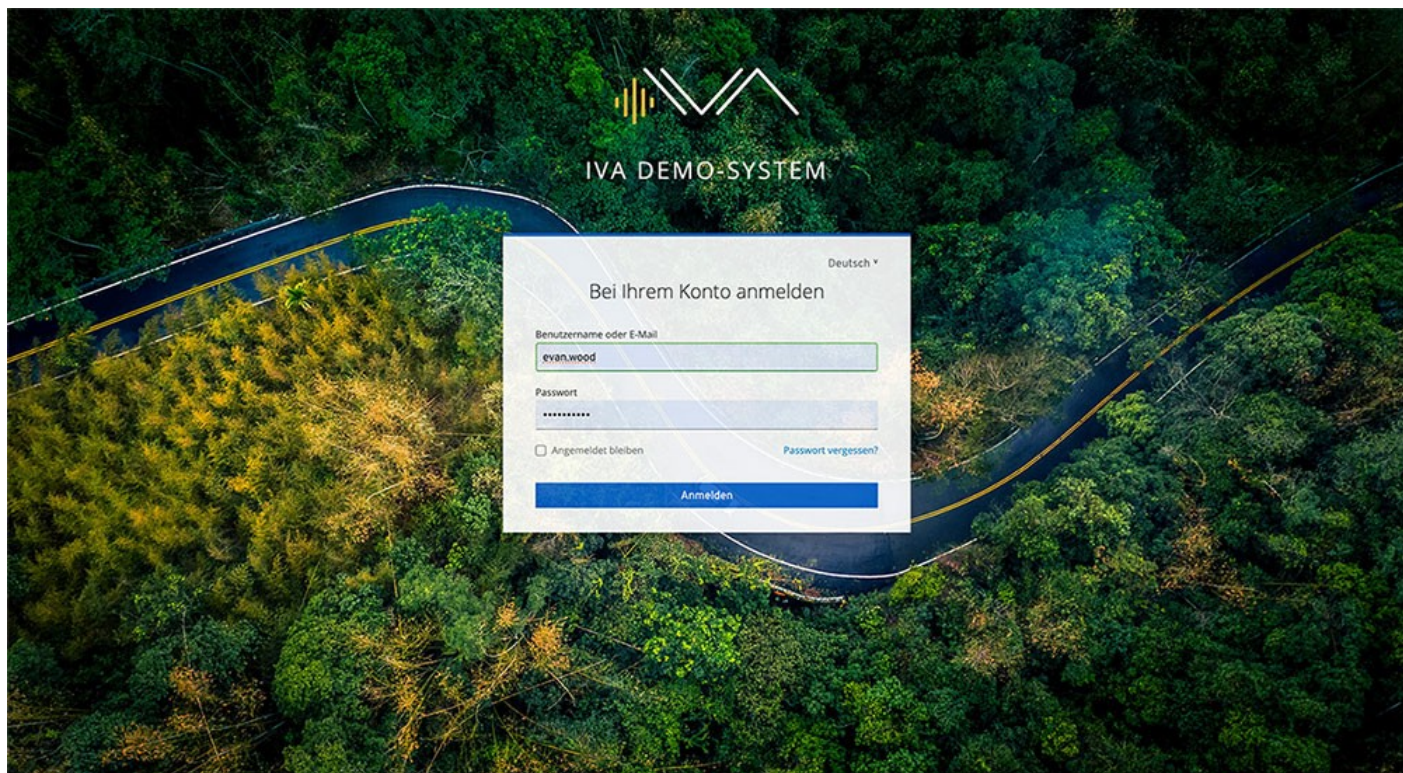 IVA
IVA DEMO-SYSTEM
Deutsch
Bei Ihrem Konto anmelden
Benutzername oder E-Mail
evan.wood
Passwort
••••••••••
Angemeldet bleiben
Passwort vergessen?
Anmelden